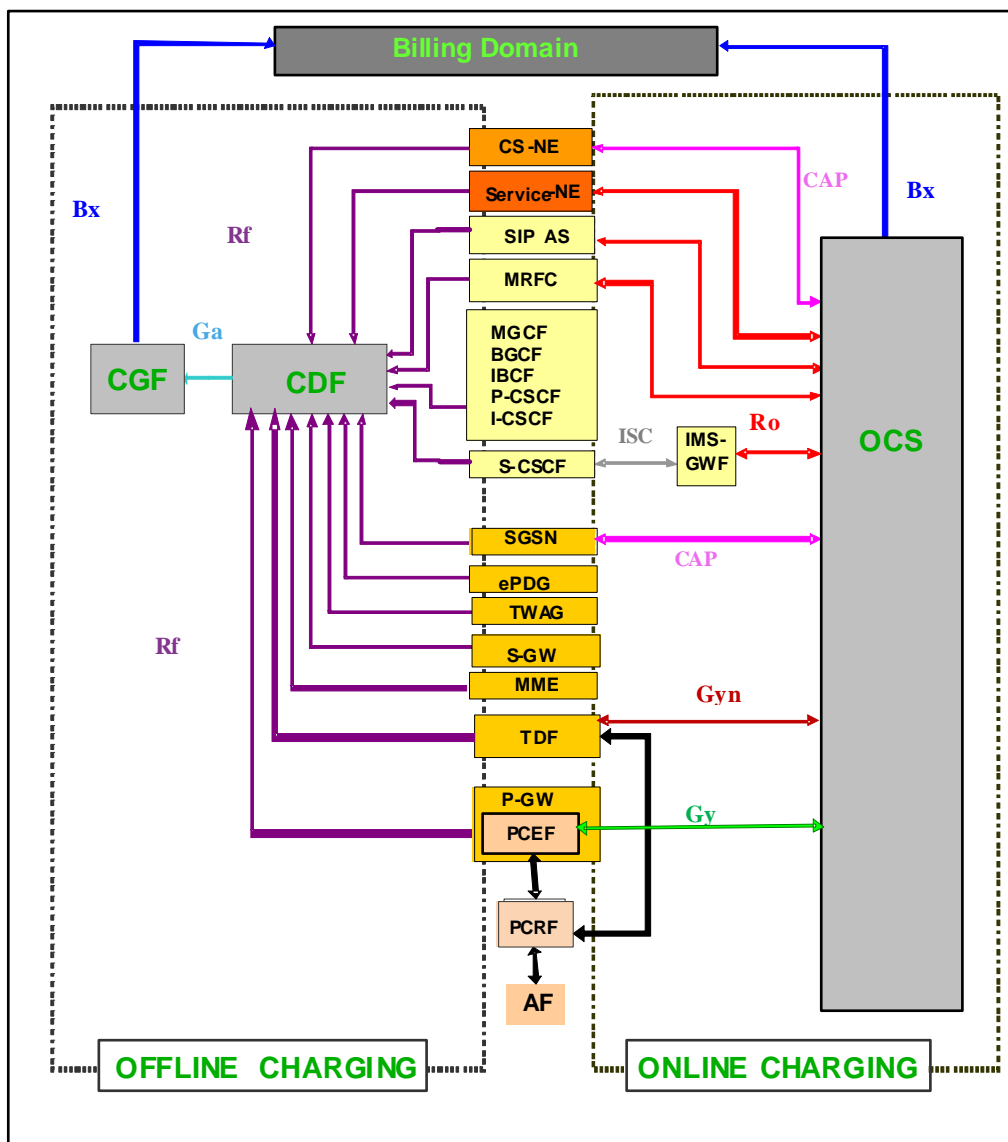 Billing Domain
CS-NE
CAP
Bx
Bx
Service-NE
Rf
SIP AS
MRFC
Ga
MGCF
BGCF
IBCF
P-CSCF
I-CSCF
CGF
CDF
OCS
ISC
IMS-
GWF
Ro
S-CSCF
SGSN
CAP
ePDG
TWAG
Rf
S-GW
MME
Gyn
TDF
P-GW
Gy
PCEF
PCRF
AF
OFFLINE CHARGING
ONLINE CHARGING